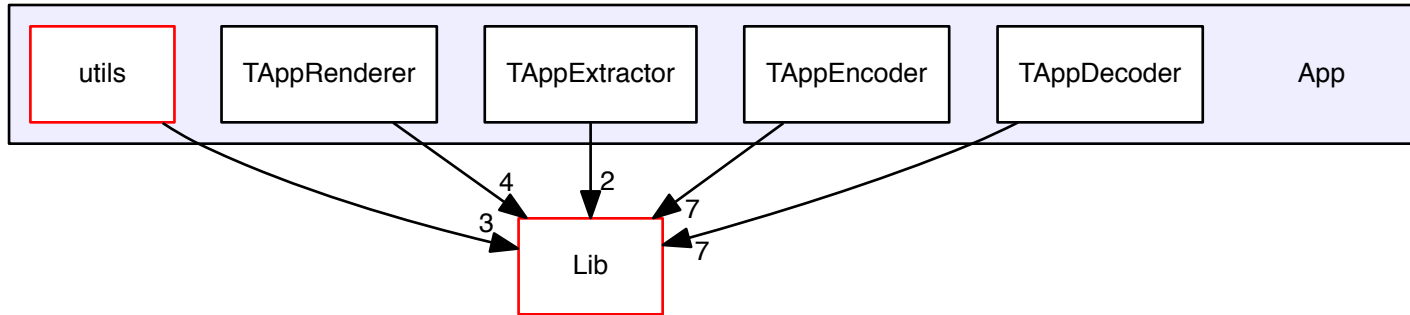 utils
TAppRenderer
TAppExtractor
TAppEncoder
TAppDecoder
App
4
2
7
3
7
Lib